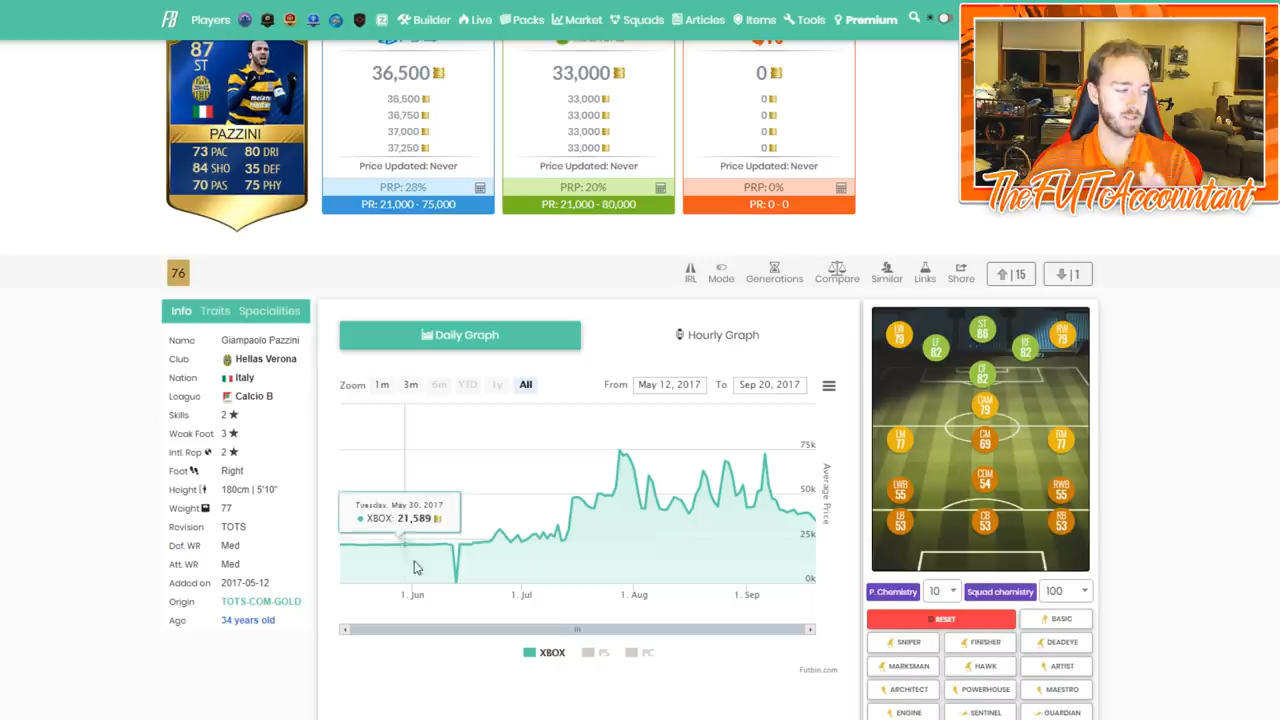 F8 Players Builder Live Packs Market Squads Articles Items Tools Premium
87
ST
PAZZINI
73 PAC 80 DRI
84 SHO 35 DEF
70 PAS 75 PHY
36,500
36,500
36,750
37,000
37,250
Price Updated: Never
PRP: 28%
PR: 21,000 - 75,000
33,000
33,000
33,000
33,000
33,000
Price Updated: Never
PRP: 20%
PR: 21,000 - 80,000
0
0
0
0
0
Price Updated: Never
PRP: 0%
PR: 0 - 0
TheFUTAccountant
76
IRL Mode Generations Compare Similar Links Share
15
1
Info Traits Specialities
Name Giampaolo Pazzini
Club Hellas Verona
Nation Italy
League Calcio B
Skills 2
Weak Foot 3
Intl. Rep 2
Foot Right
Height 180cm | 5'10"
Weight 77
Revision TOTS
Def. WR Med
Att. WR Med
Added on 2017-05-12
Origin TOTS-COM-GOLD
Age 34 years old
Daily Graph
Hourly Graph
Zoom 1m 3m 6m YTD 1y All
From May 12, 2017 To Sep 20, 2017
75k
50k
25k
0k
Average Price
Tuesday, May 30, 2017
XBOX: 21,589
1. Jun 1. Jul 1. Aug 1. Sep
XBOX PS PC
Futbin.com
ST
86
LW
79
RW
79
LF
82
RF
82
CF
82
CAM
79
LM
77
CM
69
RM
77
CDM
54
LWB
55
RWB
55
LB
53
CB
53
RB
53
P. Chemistry 10 Squad chemistry 100
RESET BASIC
SNIPER FINISHER DEADEYE
MARKSMAN HAWK ARTIST
ARCHITECT POWERHOUSE MAESTRO
ENGINE SENTINEL GUARDIAN